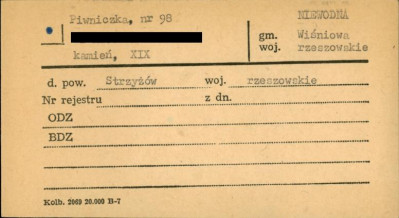 Piwniczka, nr 98
NIEWODNA
gm. Wiśniowa
woj. rzeszowskie
kamień, XIX
d. pow. Strzyżów woj. rzeszowskie
Nr rejestru z dn.
ODZ
BDZ
Kolb. 2069 20.000 B-7